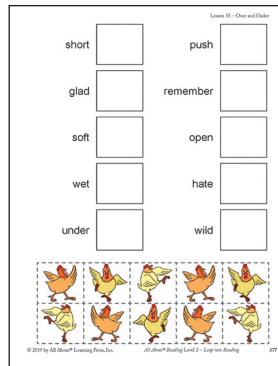 Lesson 55 – Over and Under
short push
glad remember
soft open
wet hate
under wild
© 2019 by All About® Learning Press, Inc. All About® Reading Level 2 – Leap into Reading 377